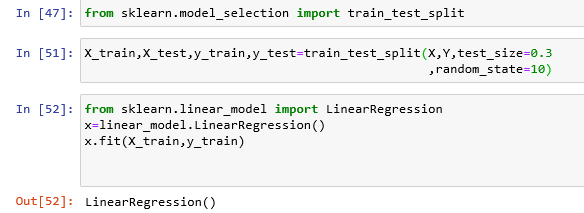 In [47]: from sklearn.model_selection import train_test_split
In [51]: X_train,X_test,y_train,y_test=train_test_split(X,Y,test_size=0.3
,random_state=10)
In [52]: from sklearn.linear_model import LinearRegression
x=linear_model.LinearRegression()
x.fit(X_train,y_train)
Out[52]: LinearRegression()